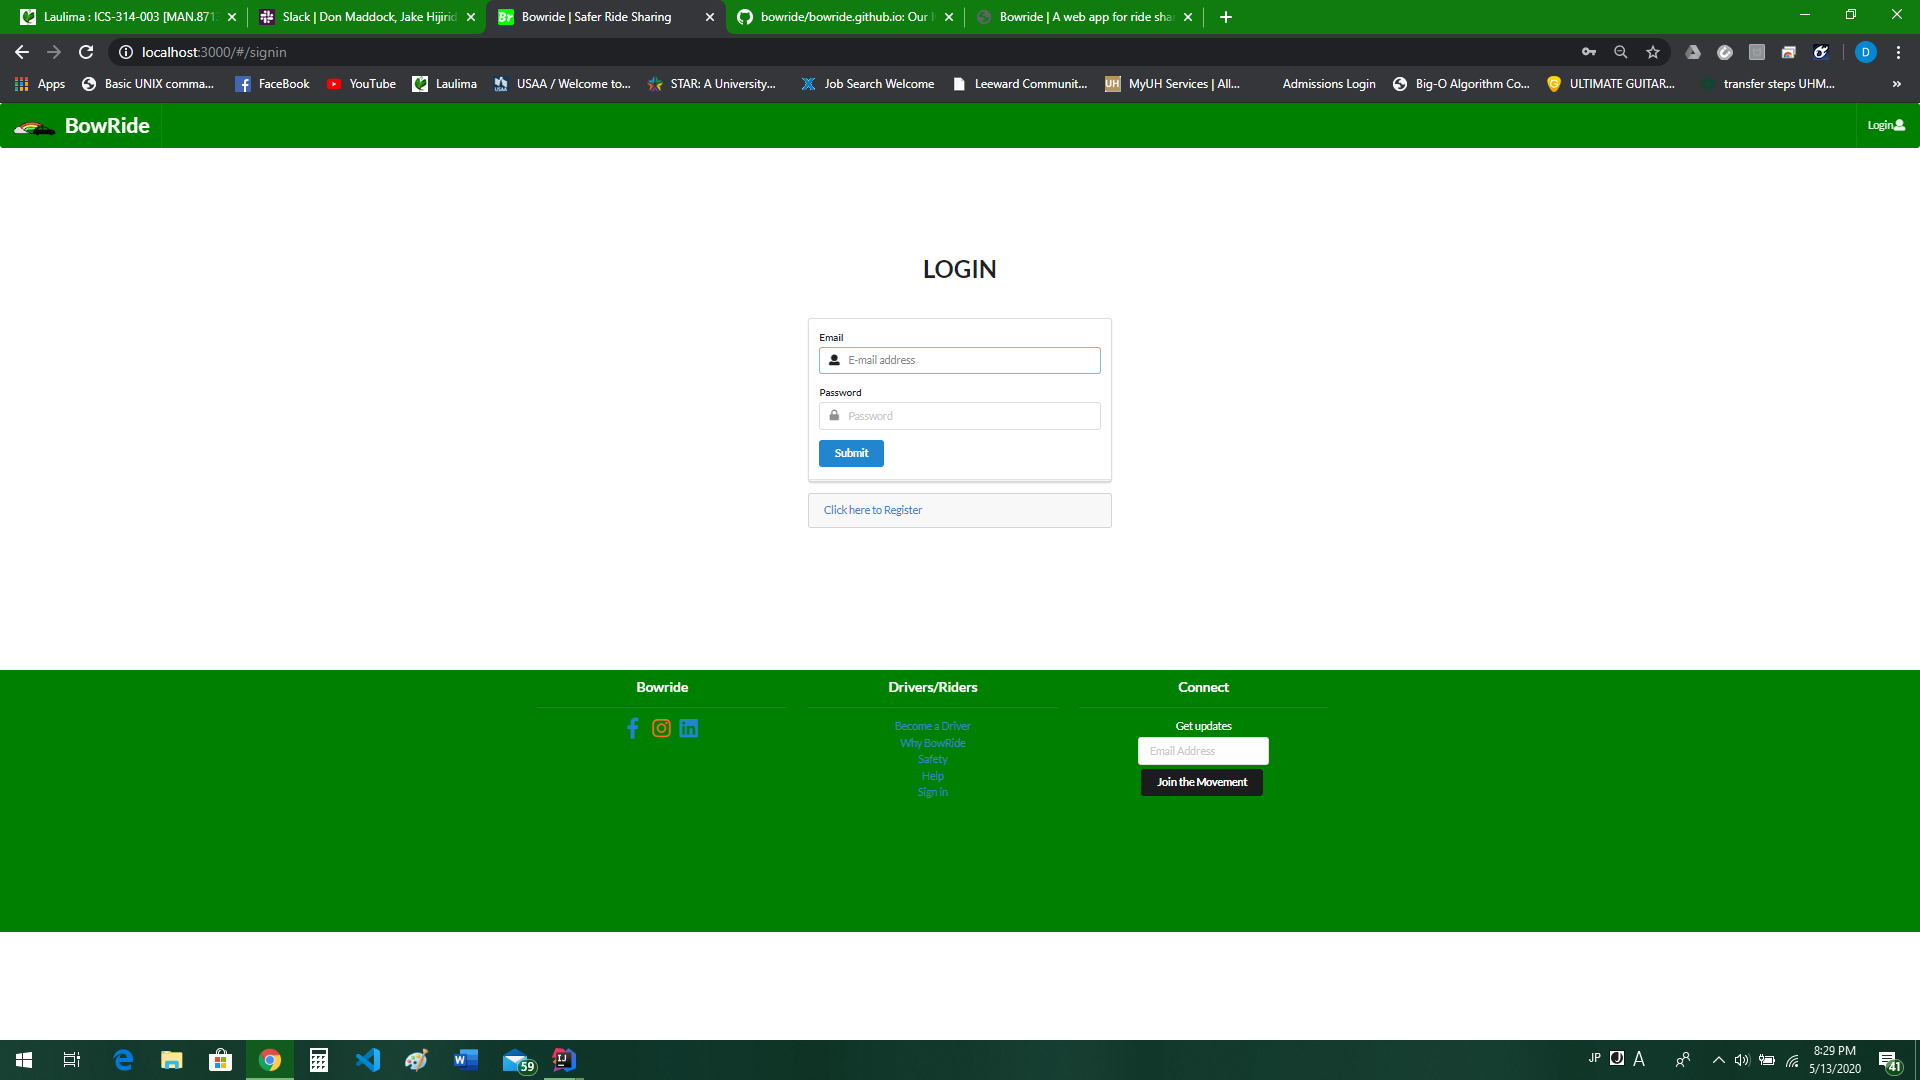 Laulima : ICS-314-003 [MAN.871
Slack | Don Maddock, Jake Hijirid
Bowride | Safer Ride Sharing
bowride/bowride.github.io: Our
Bowride | A web app for ride sha
localhost:3000/#/signin
D
Apps
Basic UNIX comma...
FaceBook
YouTube
Laulima
USAA / Welcome to...
STAR: A University...
Job Search Welcome
Leeward Communit...
MyUH Services | All...
Admissions Login
Big-O Algorithm Co...
ULTIMATE GUITAR...
transfer steps UHM...
»
BowRide
Login
LOGIN
Email
E-mail address
Password
Password
Submit
Click here to Register
Bowride
Drivers/Riders
Become a Driver
Why BowRide
Safety
Help
Sign in
Connect
Get updates
Email Address
Join the Movement
59
JP
A
8:29 PM
5/13/2020
41